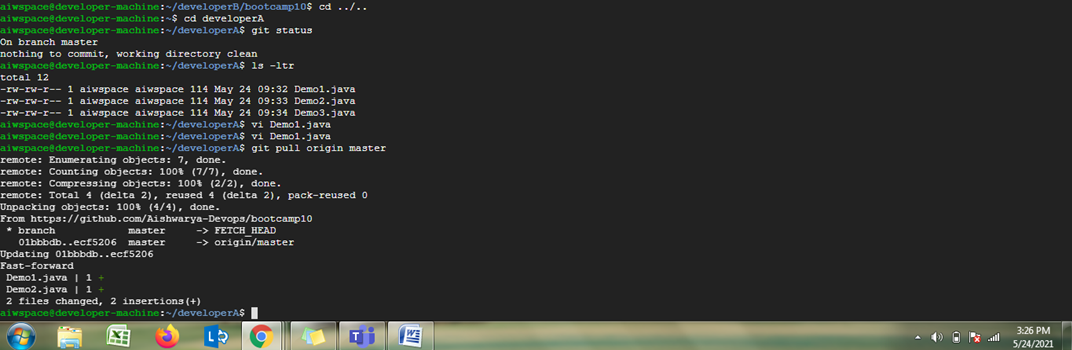 aiwspace@developer-machine:~/developerB/bootcamp10$ cd ../..
aiwspace@developer-machine:~$ cd developerA
aiwspace@developer-machine:~/developerA$ git status
On branch master
nothing to commit, working directory clean
aiwspace@developer-machine:~/developerA$ ls -ltr
total 12
-rw-rw-r-- 1 aiwspace aiwspace 114 May 24 09:32 Demo1.java
-rw-rw-r-- 1 aiwspace aiwspace 114 May 24 09:33 Demo2.java
-rw-rw-r-- 1 aiwspace aiwspace 114 May 24 09:34 Demo3.java
aiwspace@developer-machine:~/developerA$ vi Demo1.java
aiwspace@developer-machine:~/developerA$ vi Demo1.java
aiwspace@developer-machine:~/developerA$ git pull origin master
remote: Enumerating objects: 7, done.
remote: Counting objects: 100% (7/7), done.
remote: Compressing objects: 100% (2/2), done.
remote: Total 4 (delta 2), reused 4 (delta 2), pack-reused 0
Unpacking objects: 100% (4/4), done.
From https://github.com/Aishwarya-Devops/bootcamp10
 * branch            master     -> FETCH_HEAD
   01bbbdb..ecf5206  master     -> origin/master
Updating 01bbbdb..ecf5206
Fast-forward
 Demo1.java | 1 +
 Demo2.java | 1 +
 2 files changed, 2 insertions(+)
aiwspace@developer-machine:~/developerA$
3:26 PM
5/24/2021